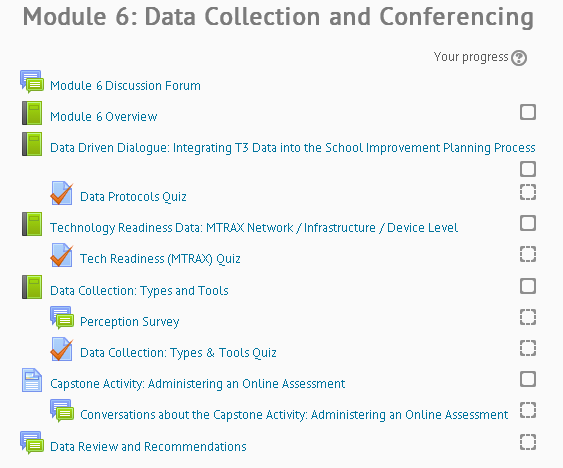 Module 6: Data Collection and Conferencing
Your progress
Module 6 Discussion Forum
Module 6 Overview
Data Driven Dialogue: Integrating T3 Data into the School Improvement Planning Process
Data Protocols Quiz
Technology Readiness Data: MTRAX Network / Infrastructure / Device Level
Tech Readiness (MTRAX) Quiz
Data Collection: Types and Tools
Perception Survey
Data Collection: Types & Tools Quiz
Capstone Activity: Administering an Online Assessment
Conversations about the Capstone Activity: Administering an Online Assessment
Data Review and Recommendations